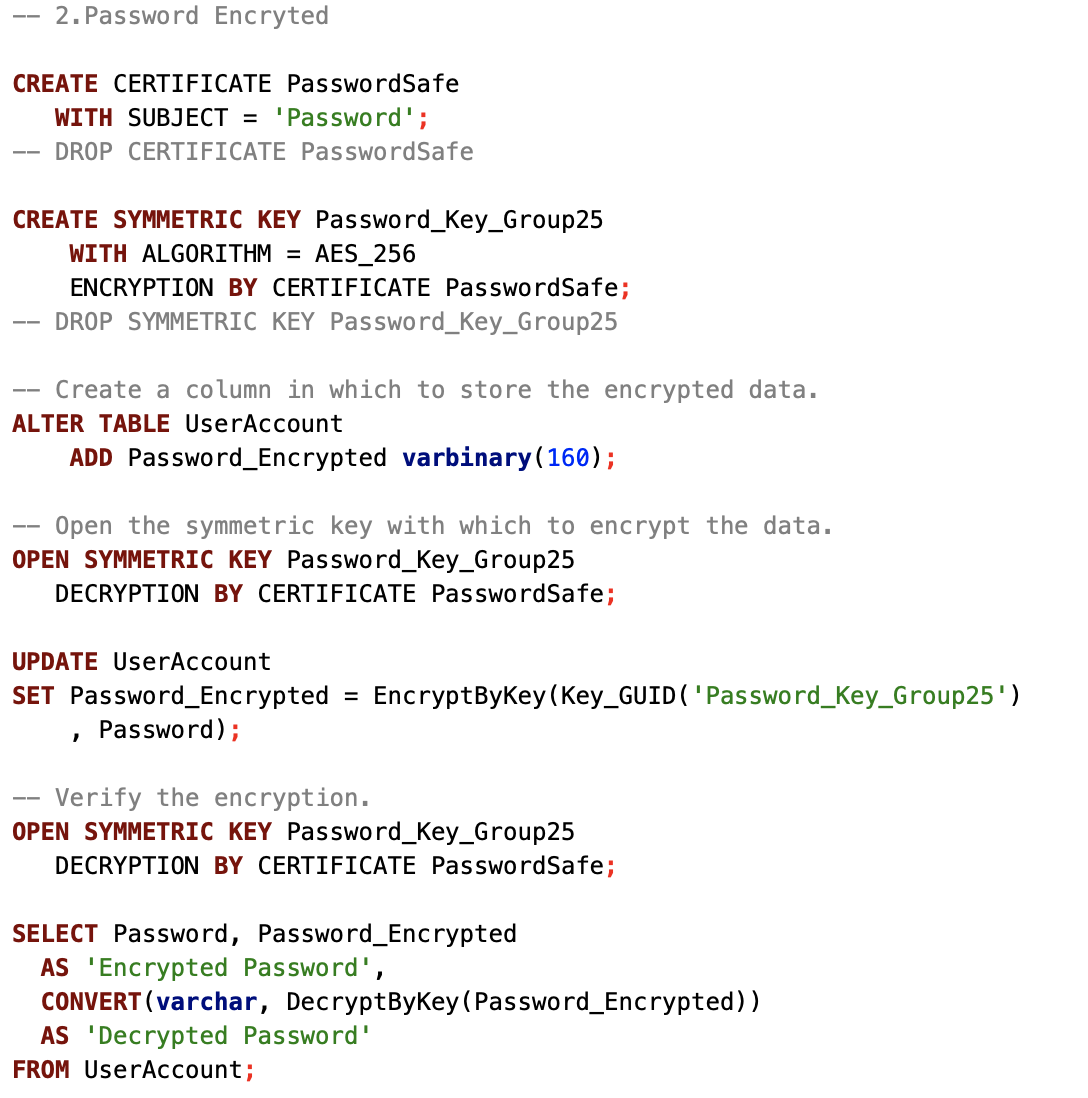 -- 2.Password Encryted
CREATE CERTIFICATE PasswordSafe
WITH SUBJECT = 'Password';
-- DROP CERTIFICATE PasswordSafe
CREATE SYMMETRIC KEY Password_Key_Group25
WITH ALGORITHM = AES_256
ENCRYPTION BY CERTIFICATE PasswordSafe;
-- DROP SYMMETRIC KEY Password_Key_Group25
-- Create a column in which to store the encrypted data.
ALTER TABLE UserAccount
ADD Password_Encrypted varbinary(160);
-- Open the symmetric key with which to encrypt the data.
OPEN SYMMETRIC KEY Password_Key_Group25
DECRYPTION BY CERTIFICATE PasswordSafe;
UPDATE UserAccount
SET Password_Encrypted = EncryptByKey(Key_GUID('Password_Key_Group25')
, Password);
-- Verify the encryption.
OPEN SYMMETRIC KEY Password_Key_Group25
DECRYPTION BY CERTIFICATE PasswordSafe;
SELECT Password, Password_Encrypted
AS 'Encrypted Password',
CONVERT(varchar, DecryptByKey(Password_Encrypted))
AS 'Decrypted Password'
FROM UserAccount;